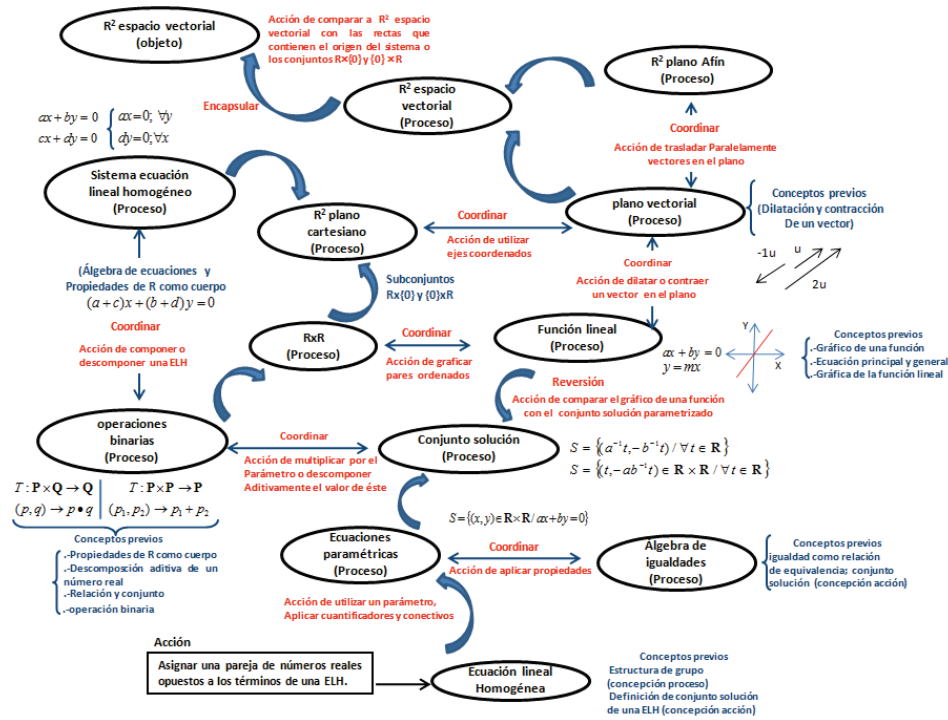 R² espacio vectorial
(objeto)
Acción de comparar a R² espacio
vectorial con las rectas que
contienen el origen del sistema o
los conjuntos R×{0} y {0} ×R
R² plano Afín
(Proceso)
R² espacio
vectorial
(Proceso)
Encapsular
ax + by = 0
cx + dy = 0
ax=0; ∀y
dy=0;∀x
Coordinar
Acción de trasladar Paralelamente
vectores en el plano
Sistema ecuación
lineal homogéneo
(Proceso)
R² plano
cartesiano
(Proceso)
Coordinar
Acción de utilizar
ejes coordenados
plano vectorial
(Proceso)
Conceptos previos
(Dilatación y contracción
De un vector)
-1u
u
2u
(Álgebra de ecuaciones y
Propiedades de R como cuerpo
(a+c)x+(b+d)y=0
Coordinar
Acción de componer o
descomponer una ELH
Subconjuntos
Rx{0} y {0}xR
Coordinar
Acción de dilatar o contraer
un vector en el plano
RxR
(Proceso)
Coordinar
Acción de graficar
pares ordenados
Función lineal
(Proceso)
ax + by = 0
y = mx
Y
X
Conceptos previos
.-Gráfico de una función
.-Ecuación principal y general
.-Gráfica de la función lineal
Reversión
Acción de comparar el gráfico de una función
con el conjunto solución parametrizado
operaciones
binarias
(Proceso)
Coordinar
Acción de multiplicar por el
Parámetro o descomponer
Aditivamente el valor de éste
Conjunto solución
(Proceso)
S = {(a⁻¹t,−b⁻¹t) / ∀ t ∈ R}
S = {(t,−ab⁻¹t) ∈ R × R / ∀ t ∈ R}
T : P×Q → Q
T : P×P → P
(p,q) → p • q
(p₁, p₂) → p₁ + p₂
Conceptos previos
.-Propiedades de R como cuerpo
.-Descomposción aditiva de un
número real
.-Relación y conjunto
.-operación binaria
S={(x,y)∈R×R/ax+by=0}
Ecuaciones
paramétricas
(Proceso)
Coordinar
Acción de aplicar propiedades
Álgebra de
igualdades
(Proceso)
Conceptos previos
igualdad como relación
de equivalencia; conjunto
solución (concepción acción)
Acción de utilizar un parámetro,
Aplicar cuantificadores y conectivos
Acción
Asignar una pareja de números reales
opuestos a los términos de una ELH.
Ecuación lineal
Homogénea
Conceptos previos
Estructura de grupo
(concepción proceso)
Definición de conjunto solución
de una ELH (concepción acción)